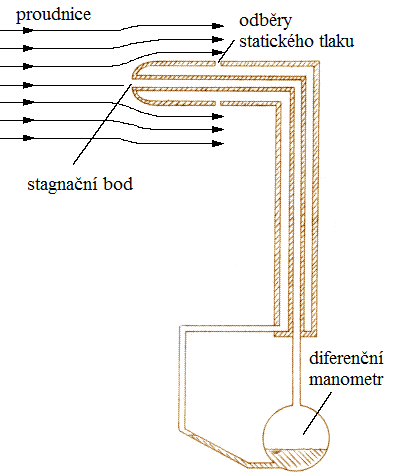 proudnice
odběry
statického tlaku
stagnační bod
diferenční
manometr